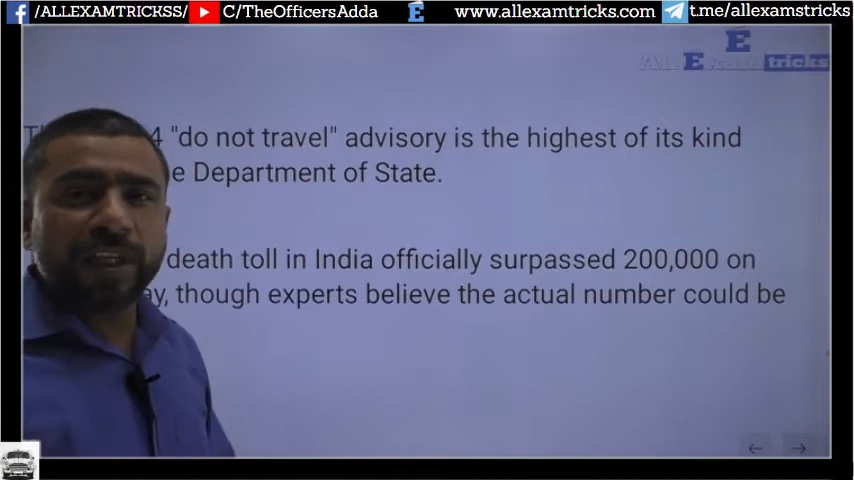 /ALLEXAMTRICKSS/ C/TheOfficersAdda E www.allexamtricks.com t.me/allexamstricks
E
E tricks
4 "do not travel" advisory is the highest of its kind
Department of State.
death toll in India officially surpassed 200,000 on
though experts believe the actual number could be